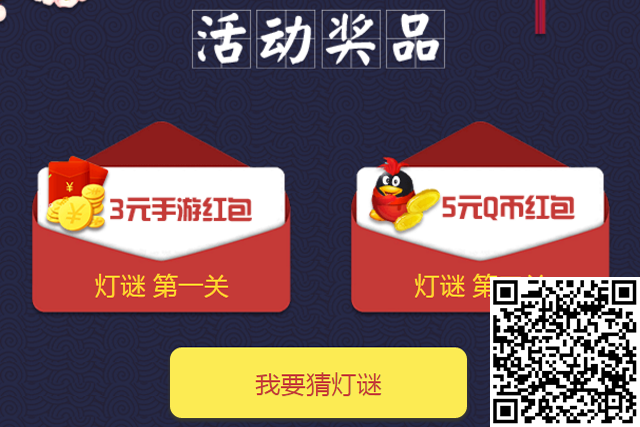 活动奖品
3元手游红包
5元Q币红包
灯谜 第一关
灯谜 第
我要猜灯谜